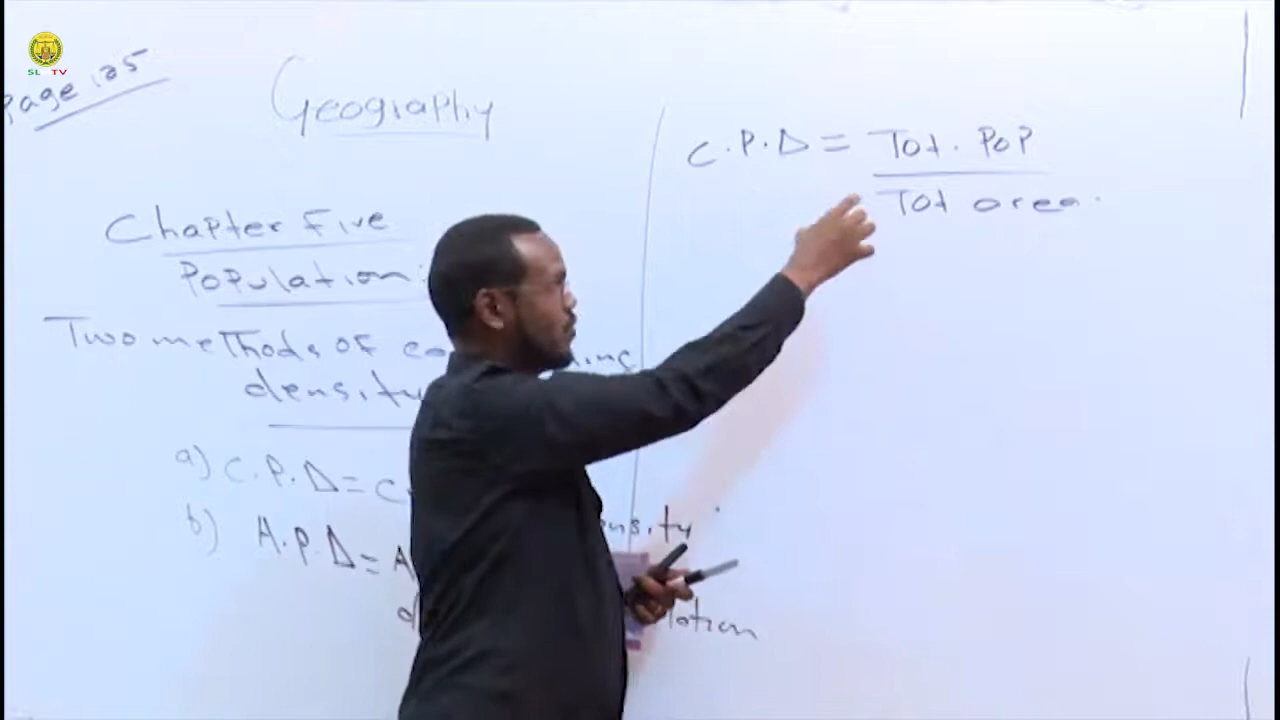 SL TV
Page 125
Geography
Chapter Five
Population:
Two methods of
density
a) C.P.D = C
b) A.P.D = A
ensity
lation
C.P.D = Tot. Pop
Tot area.